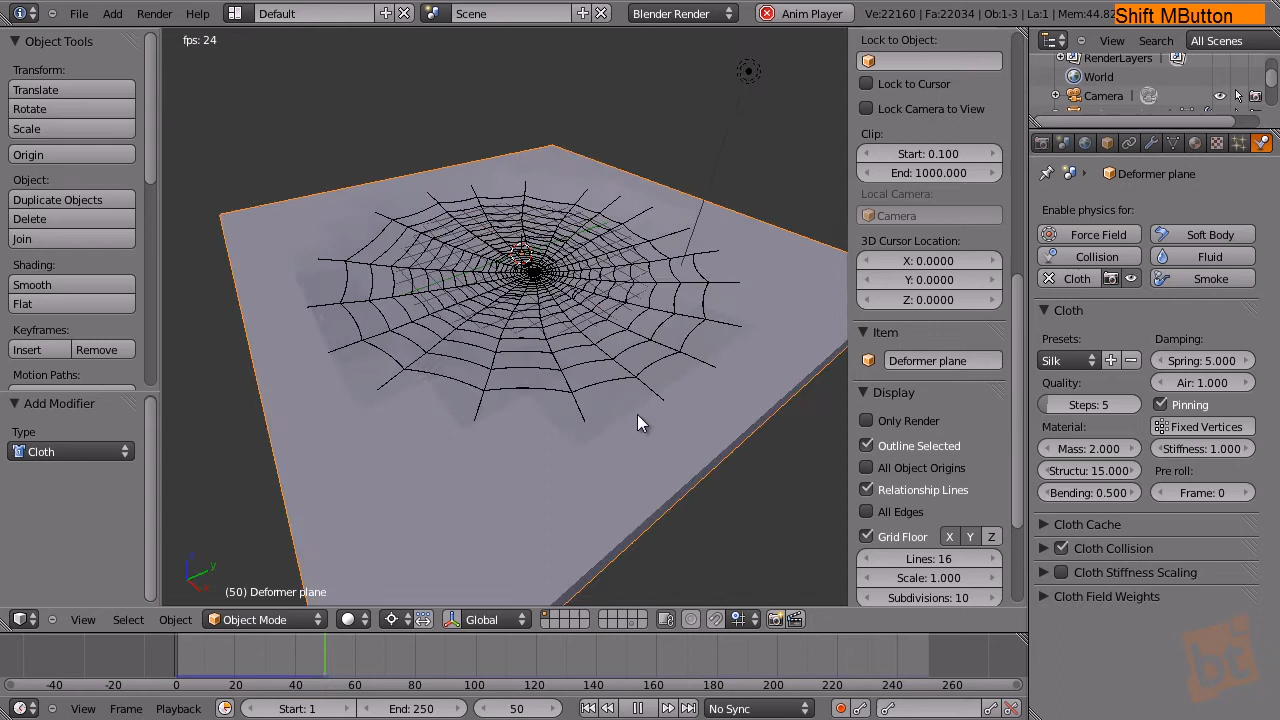 File Add Render Help Default Scene Blender Render Anim Player Ve:22160 | Fa:22034 | Ob:1-3 | La:1 | Mem:44.82 Shift MButton
Object Tools
Transform:
Translate
Rotate
Scale
Origin
Object:
Duplicate Objects
Delete
Join
Shading:
Smooth
Flat
Keyframes:
Insert Remove
Motion Paths:
Add Modifier
Type
Cloth
fps: 24
(50) Deformer plane
Lock to Object:
Lock to Cursor
Lock Camera to View
Clip:
Start: 0.100
End: 1000.000
Local Camera:
Camera
3D Cursor Location:
X: 0.0000
Y: 0.0000
Z: 0.0000
Item
Deformer plane
Display
Only Render
Outline Selected
All Object Origins
Relationship Lines
All Edges
Grid Floor X Y Z
Lines: 16
Scale: 1.000
Subdivisions: 10
View Search All Scenes
RenderLayers |
World
Camera |
Deformer plane
Enable physics for:
Force Field Soft Body
Collision Fluid
Cloth Smoke
Cloth
Presets: Damping:
Silk Spring: 5.000
Quality: Air: 1.000
Steps: 5 Pinning
Material: Fixed Vertices
Mass: 2.000 Stiffness: 1.000
Structu: 15.000 Pre roll:
Bending: 0.500 Frame: 0
Cloth Cache
Cloth Collision
Cloth Stiffness Scaling
Cloth Field Weights
View Select Object Object Mode Global
-40 -20 0 20 40 60 80 100 120 140 160 180 200 220 240 260
View Frame Playback Start: 1 End: 250 50 No Sync
bc